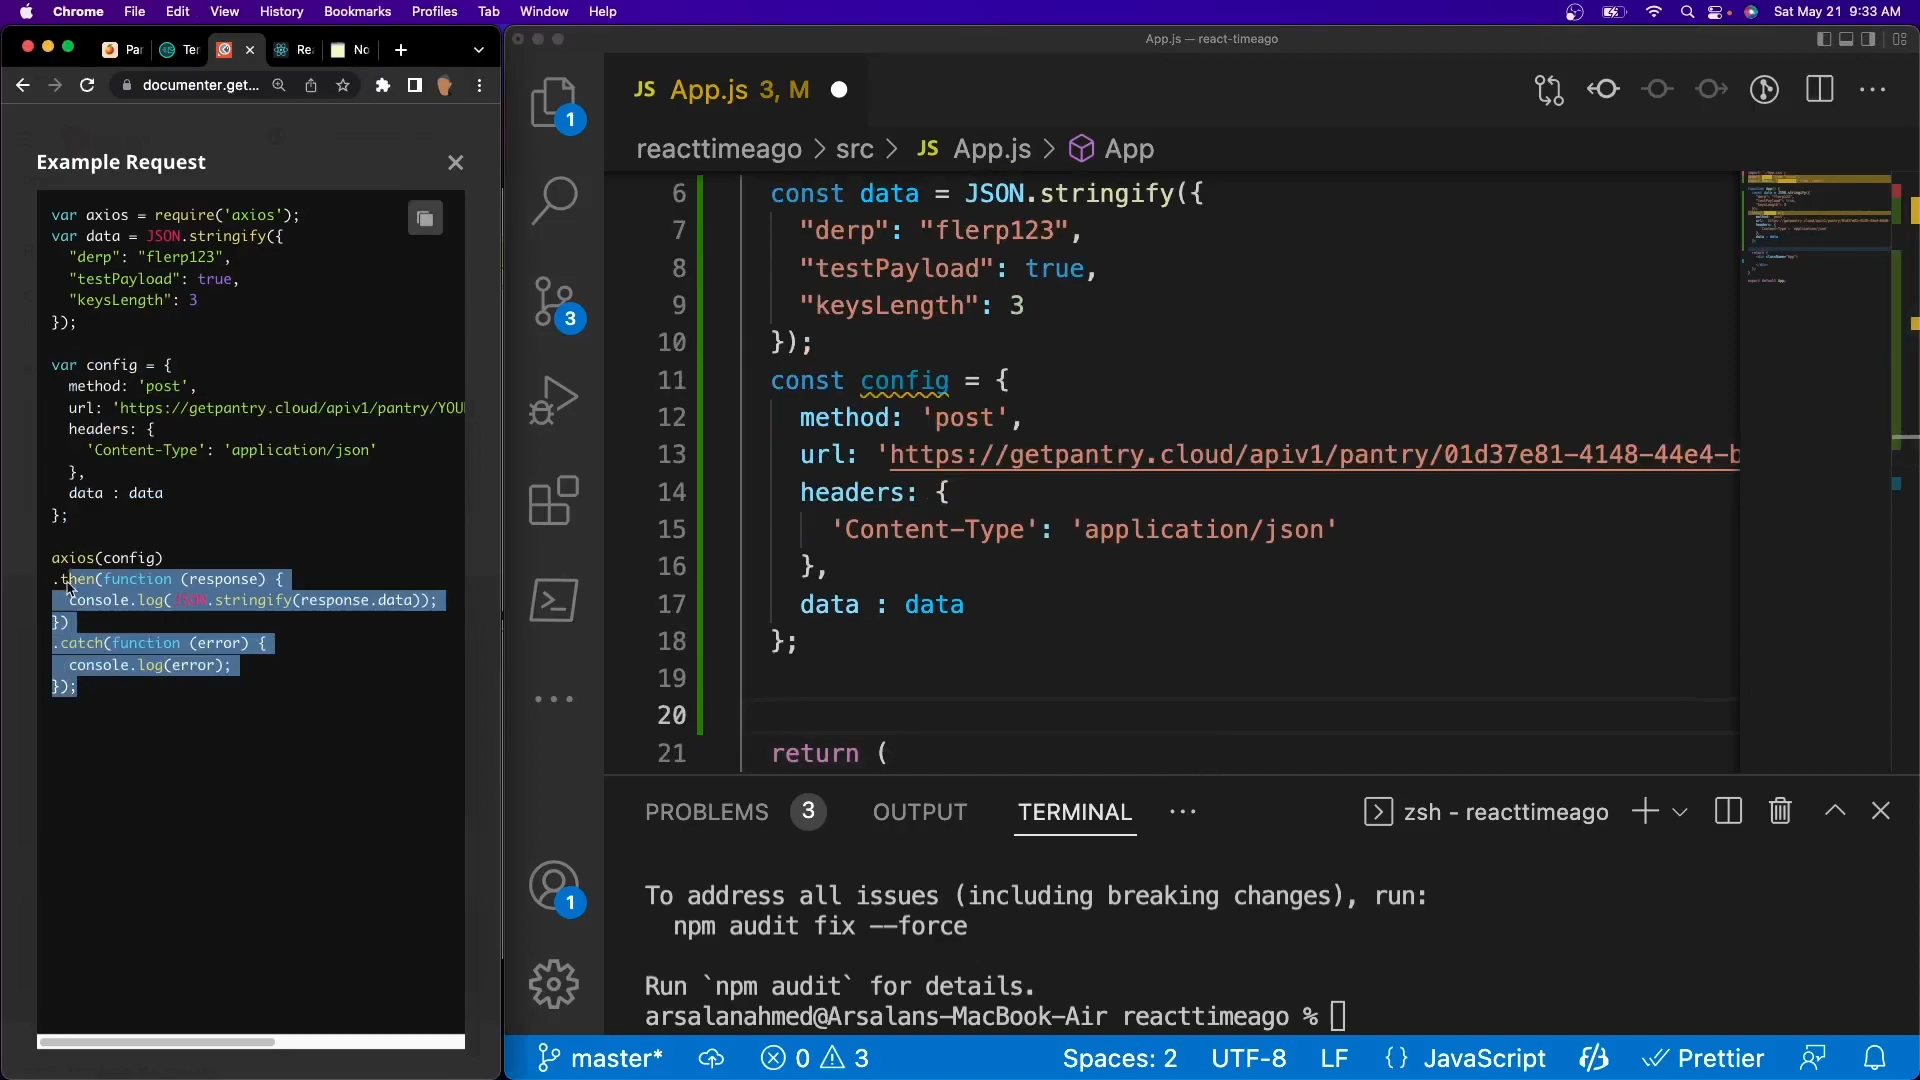 Chrome File Edit View History Bookmarks Profiles Tab Window Help Sat May 21 9:33 AM
Par Ter Rea No
documenter.get...
Example Request
var axios = require('axios');
var data = JSON.stringify({
"derp": "flerp123",
"testPayload": true,
"keysLength": 3
});
var config = {
method: 'post',
url: 'https://getpantry.cloud/apiv1/pantry/YOU
headers: {
'Content-Type': 'application/json'
},
data : data
};
axios(config)
.then(function (response) {
console.log(JSON.stringify(response.data));
})
.catch(function (error) {
console.log(error);
});
App.js — react-timeago
JS App.js 3, M
reacttimeago > src > JS App.js > App
1
3
1
6 const data = JSON.stringify({
7 "derp": "flerp123",
8 "testPayload": true,
9 "keysLength": 3
10 });
11 const config = {
12 method: 'post',
13 url: 'https://getpantry.cloud/apiv1/pantry/01d37e81-4148-44e4-b
14 headers: {
15 'Content-Type': 'application/json'
16 },
17 data : data
18 };
19
20
21 return (
PROBLEMS 3 OUTPUT TERMINAL ··· zsh - reacttimeago
To address all issues (including breaking changes), run:
npm audit fix --force
Run `npm audit` for details.
arsalanahmed@Arsalans-MacBook-Air reacttimeago %
master* 0 3 Spaces: 2 UTF-8 LF {} JavaScript Prettier